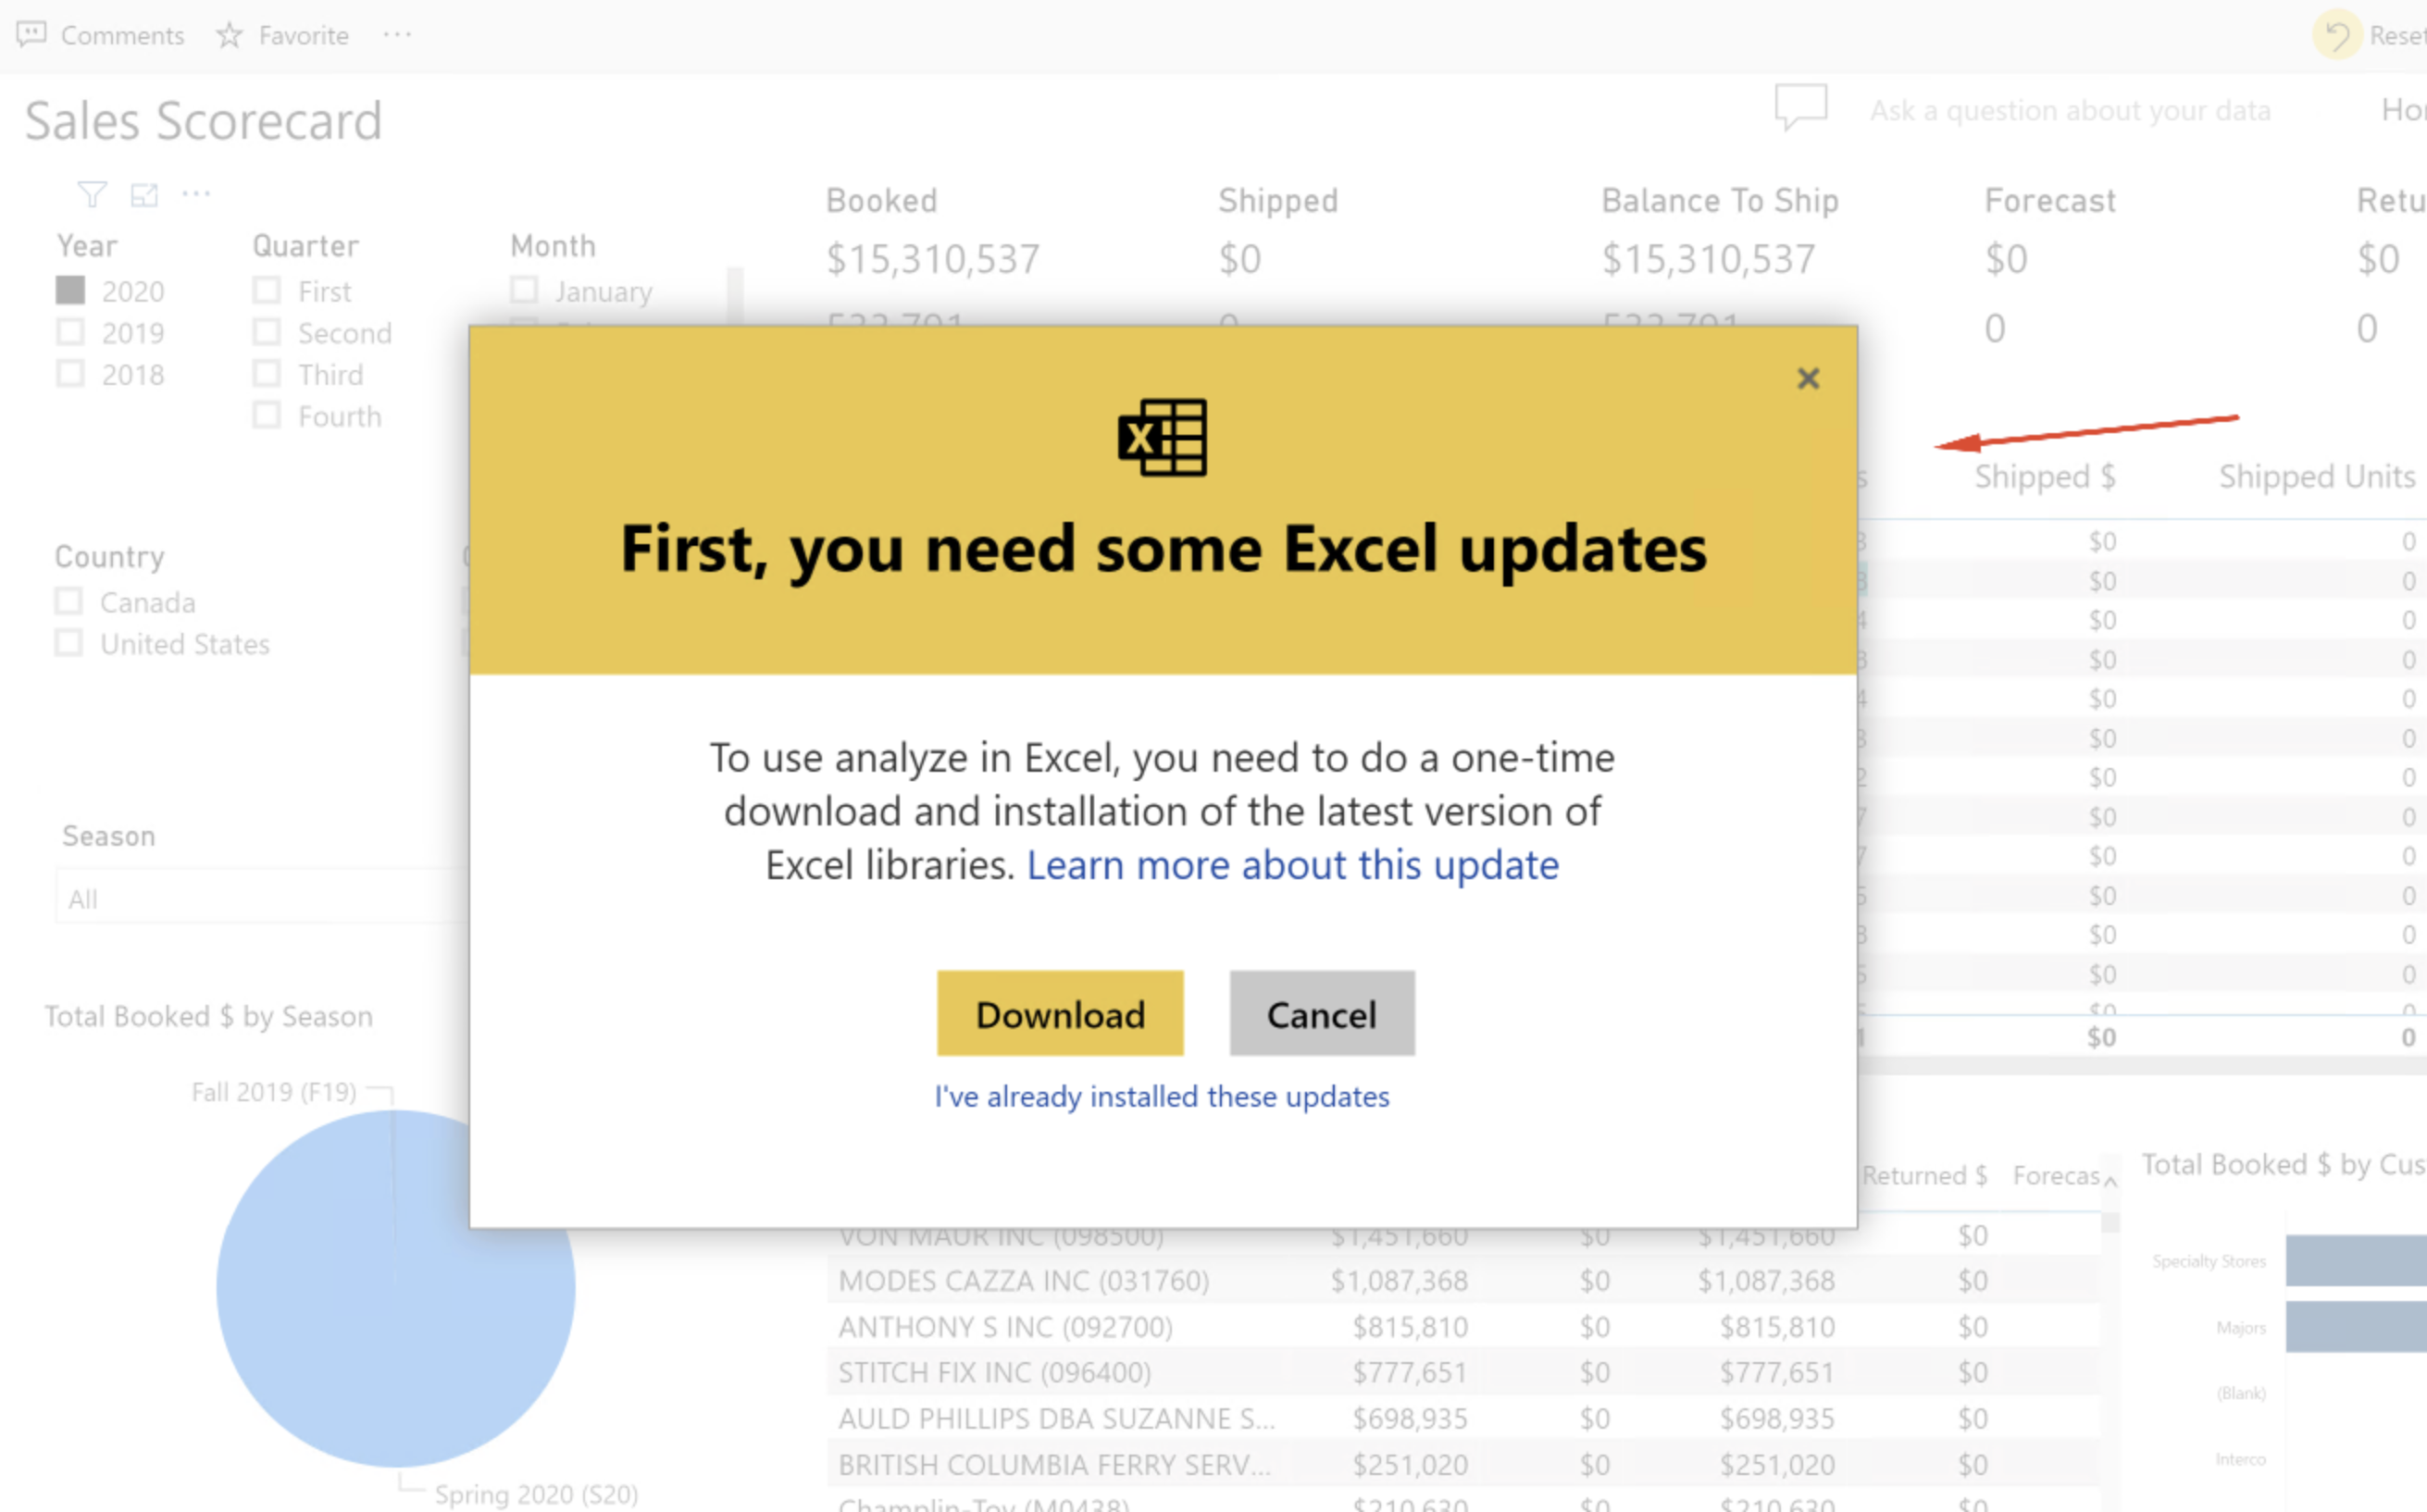 Comments Favorite
Reset
Sales Scorecard
Ask a question about your data
Year Quarter Month
2020 First January
2019 Second
2018 Third
Fourth
Booked Shipped Balance To Ship Forecast
$15,310,537 $0 $15,310,537 $0 $0
0 0
Country
Canada
United States
Season
All
Total Booked $ by Season
Fall 2019 (F19)
Spring 2020 (S20)
First, you need some Excel updates
To use analyze in Excel, you need to do a one-time
download and installation of the latest version of
Excel libraries. Learn more about this update
Download Cancel
I've already installed these updates
Shipped $ Shipped Units
$0 0
$0 0
$0 0
$0 0
$0 0
$0 0
$0 0
$0 0
$0 0
$0 0
$0 0
$0 0
$0 0
$0 0
Returned $ Forecas
VON MAUR INC (098500) $1,451,660 $0 $1,451,660 $0
MODES CAZZA INC (031760) $1,087,368 $0 $1,087,368 $0
ANTHONY S INC (092700) $815,810 $0 $815,810 $0
STITCH FIX INC (096400) $777,651 $0 $777,651 $0
AULD PHILLIPS DBA SUZANNE S... $698,935 $0 $698,935 $0
BRITISH COLUMBIA FERRY SERV... $251,020 $0 $251,020 $0
Champlin-Toy (M0438) $210,630 $0 $210,630 $0
Total Booked $ by Cus
Specialty Stores
Majors
(Blank)
Interco